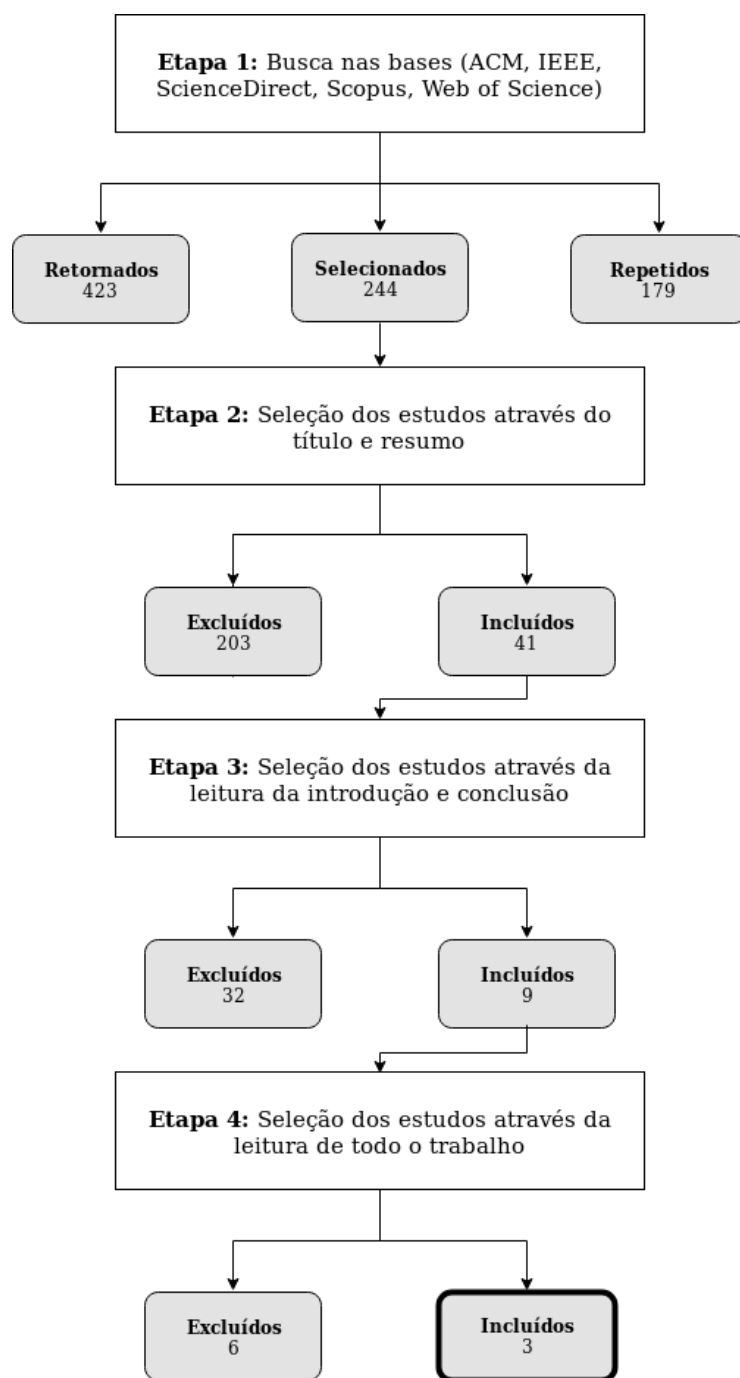 Etapa 1: Busca nas bases (ACM, IEEE,
ScienceDirect, Scopus, Web of Science)
Retornados
423
Selecionados
244
Repetidos
179
Etapa 2: Seleção dos estudos através do
título e resumo
Excluídos
203
Incluídos
41
Etapa 3: Seleção dos estudos através da
leitura da introdução e conclusão
Excluídos
32
Incluídos
9
Etapa 4: Seleção dos estudos através da
leitura de todo o trabalho
Excluídos
6
Incluídos
3